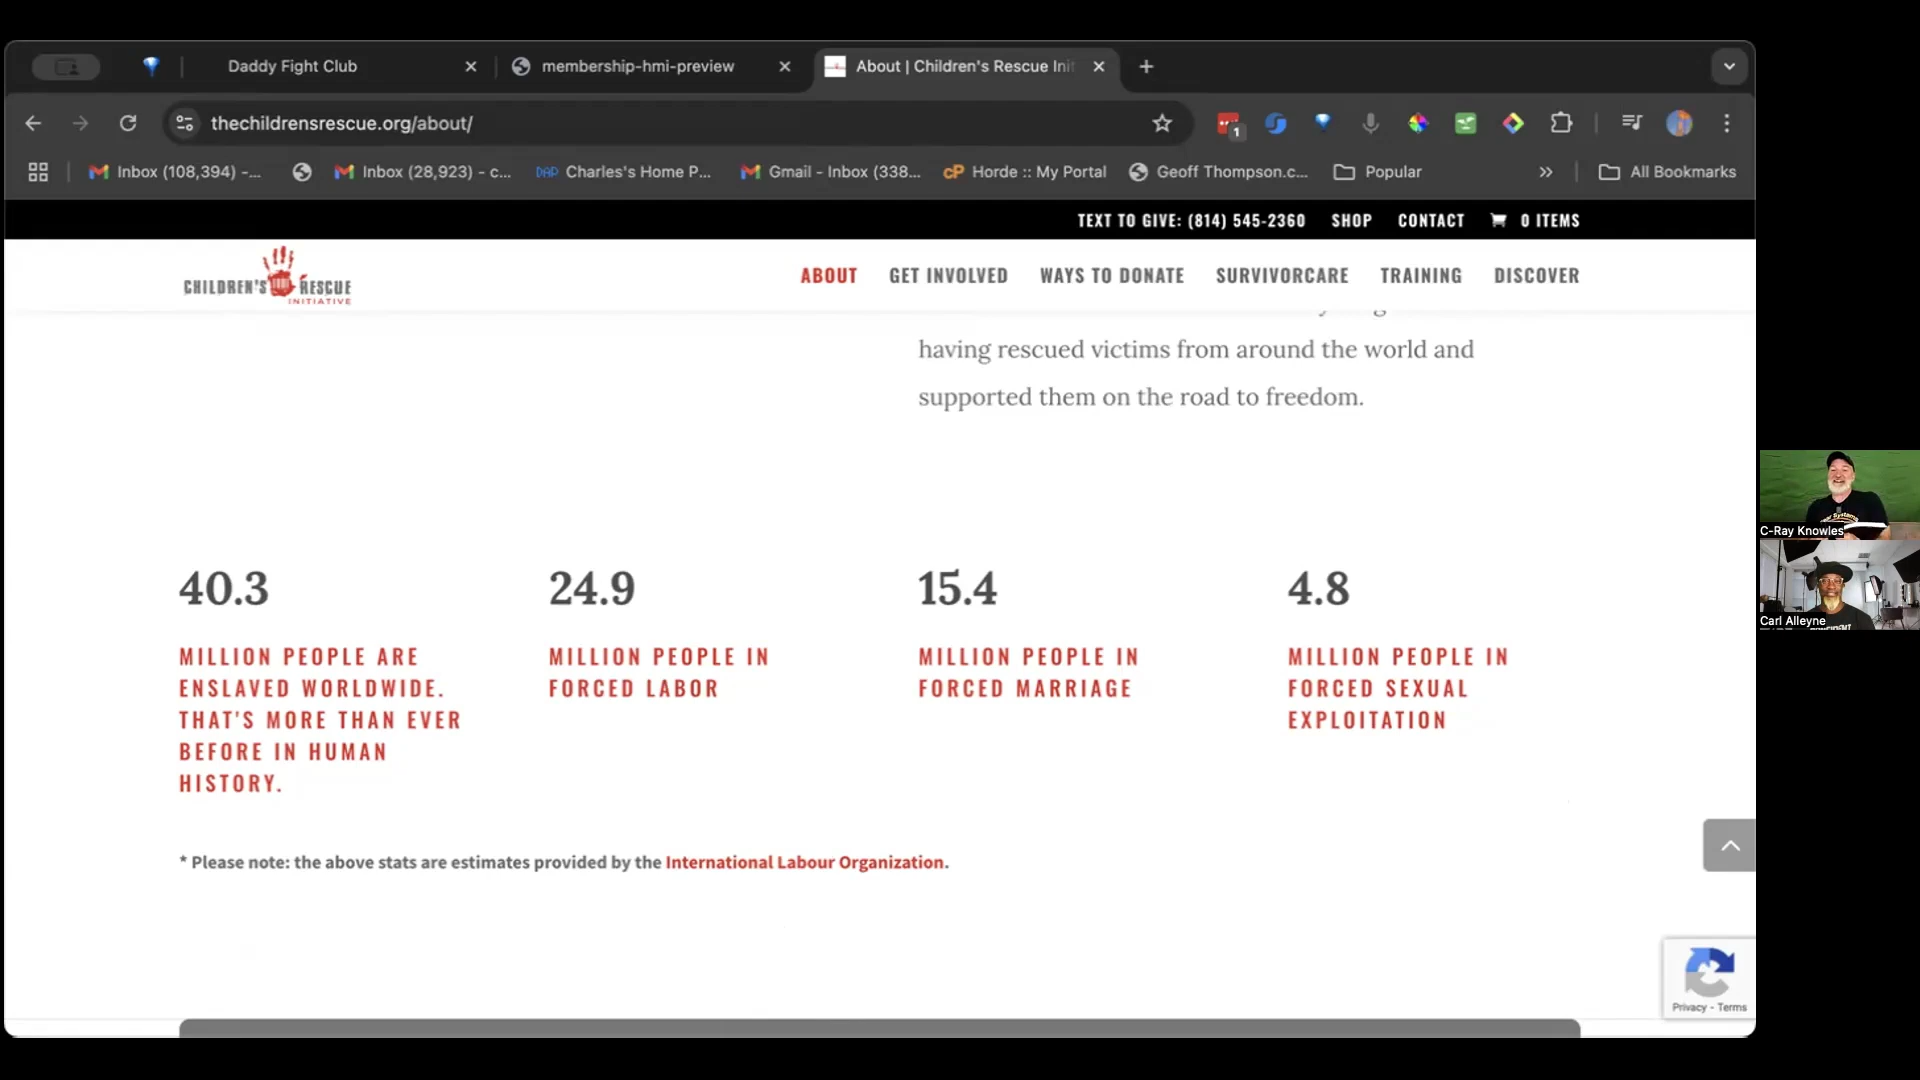 Daddy Fight Club
membership-hmi-preview
About | Children's Rescue Init
thechildrensrescue.org/about/
1
Inbox (108,394) -...
Inbox (28,923) - c...
DAP Charles's Home P...
Gmail - Inbox (338...
cP Horde :: My Portal
Geoff Thompson.c...
Popular
All Bookmarks
TEXT TO GIVE: (814) 545-2360 SHOP CONTACT 0 ITEMS
CHILDREN'S RESCUE
INITIATIVE
ABOUT GET INVOLVED WAYS TO DONATE SURVIVORCARE TRAINING DISCOVER
having rescued victims from around the world and
supported them on the road to freedom.
40.3
MILLION PEOPLE ARE
ENSLAVED WORLDWIDE.
THAT'S MORE THAN EVER
BEFORE IN HUMAN
HISTORY.
24.9
MILLION PEOPLE IN
FORCED LABOR
15.4
MILLION PEOPLE IN
FORCED MARRIAGE
4.8
MILLION PEOPLE IN
FORCED SEXUAL
EXPLOITATION
* Please note: the above stats are estimates provided by the International Labour Organization.
Privacy - Terms
C-Ray Knowles
Carl Alleyne